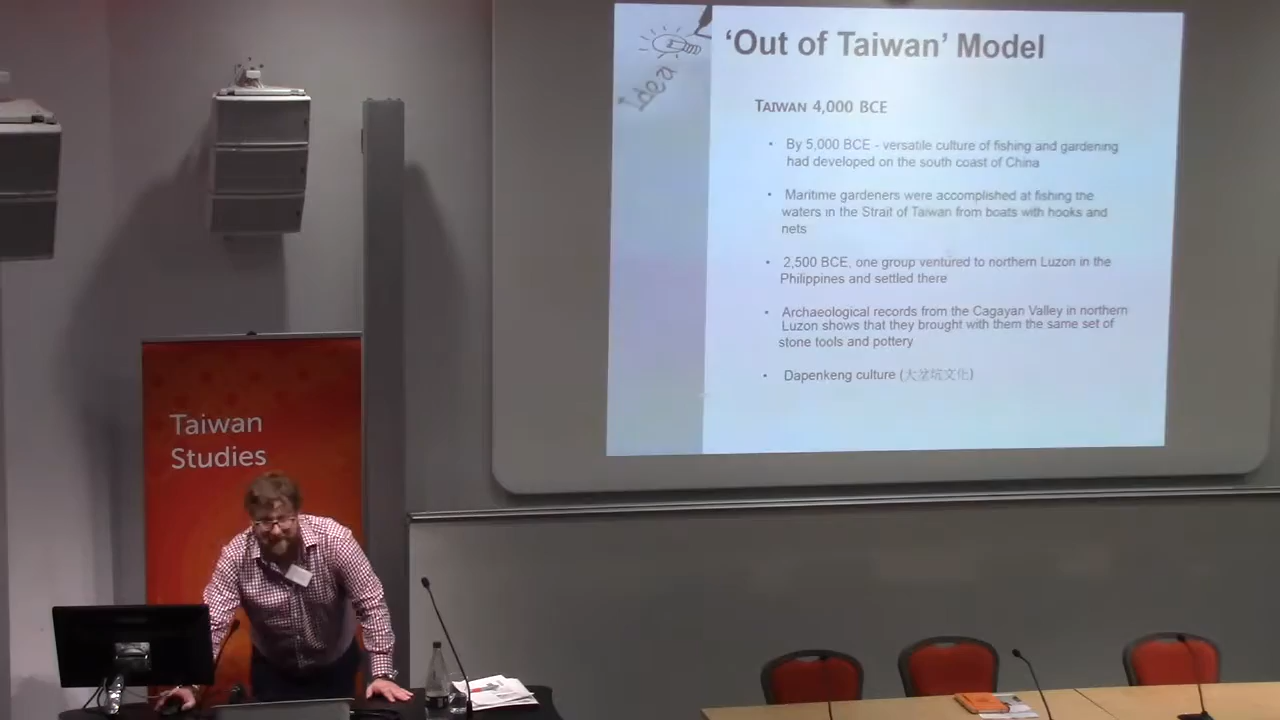 Idea
'Out of Taiwan' Model
TAIWAN 4,000 BCE
• By 5,000 BCE - versatile culture of fishing and gardening
had developed on the south coast of China
• Maritime gardeners were accomplished at fishing the
waters in the Strait of Taiwan from boats with hooks and
nets
• 2,500 BCE, one group ventured to northern Luzon in the
Philippines and settled there
• Archaeological records from the Cagayan Valley in northern
Luzon shows that they brought with them the same set of
stone tools and pottery
• Dapenkeng culture (大坌坑文化)
Taiwan
Studies